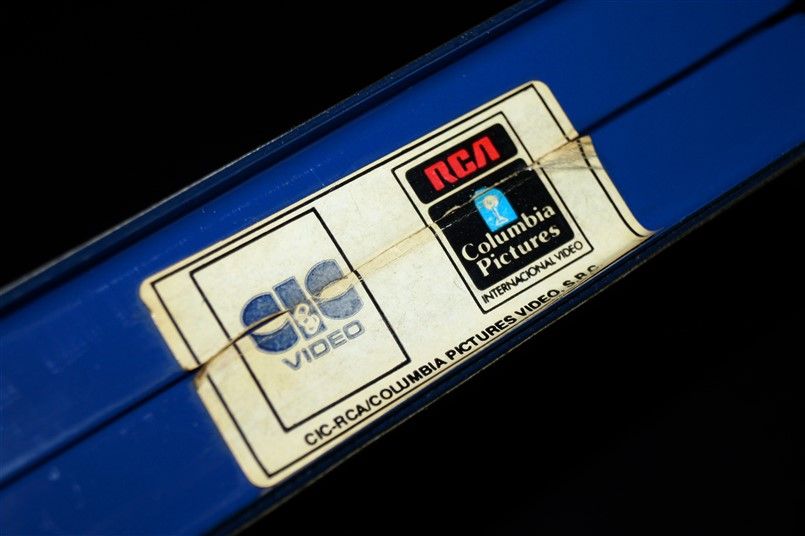 CIC
&
VIDEO
RCA
Columbia
Pictures
INTERNACIONAL VIDEO
CIC-RCA/COLUMBIA PICTURES VIDEO, S.R.C.